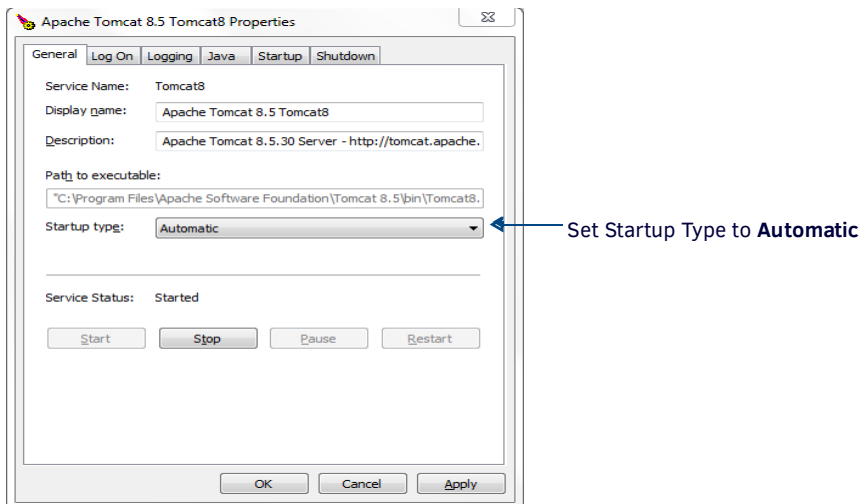 Apache Tomcat 8.5 Tomcat8 Properties
General Log On Logging Java Startup Shutdown
Service Name: Tomcat8
Display name: Apache Tomcat 8.5 Tomcat8
Description: Apache Tomcat 8.5.30 Server - http://tomcat.apache.
Path to executable:
"C:\Program Files\Apache Software Foundation\Tomcat 8.5\bin\Tomcat8.
Startup type: Automatic
Set Startup Type to Automatic
Service Status: Started
Start Stop Pause Restart
OK Cancel Apply